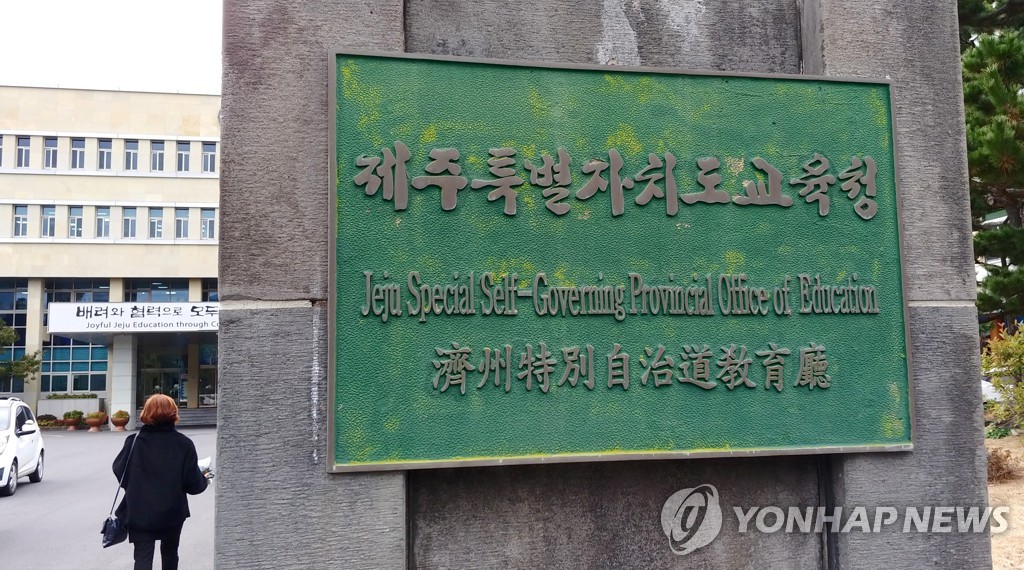 제주특별자치도교육청
Jeju Special Self-Governing Provincial Office of Education
濟州特別自治道教育廳
배려와 협력으로 모두
Joyful Jeju Education through
YONHAP NEWS